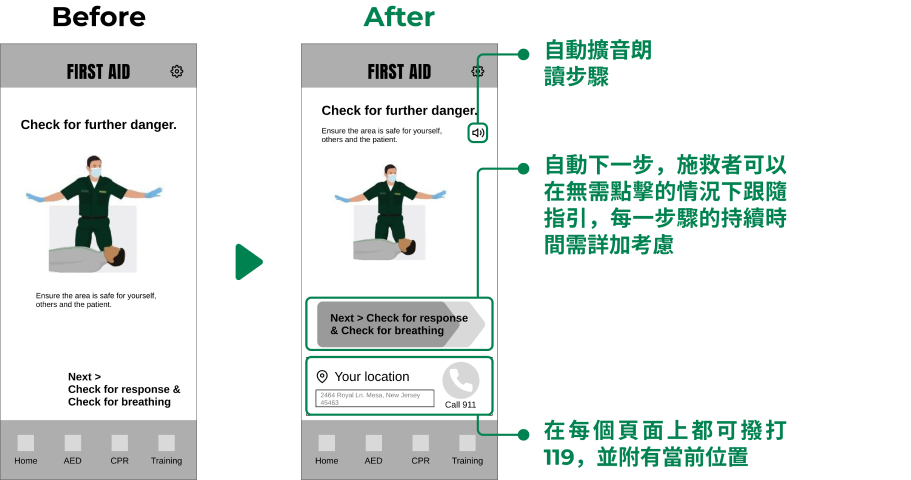 Before
FIRST AID
Check for further danger.
Ensure the area is safe for yourself,
others and the patient.
Next >
Check for response &
Check for breathing
Home AED CPR Training
After
FIRST AID
Check for further danger.
Ensure the area is safe for yourself,
others and the patient.
Next > Check for response
& Check for breathing
Your location
2464 Royal Ln. Mesa, New Jersey
#5463
Call 911
Home AED CPR Training
自動擴音朗
讀步驟
自動下一步，施救者可以
在無需點擊的情況下跟隨
指引，每一步驟的持續時
間需詳加考慮
在每個頁面上都可撥打
119，並附有當前位置